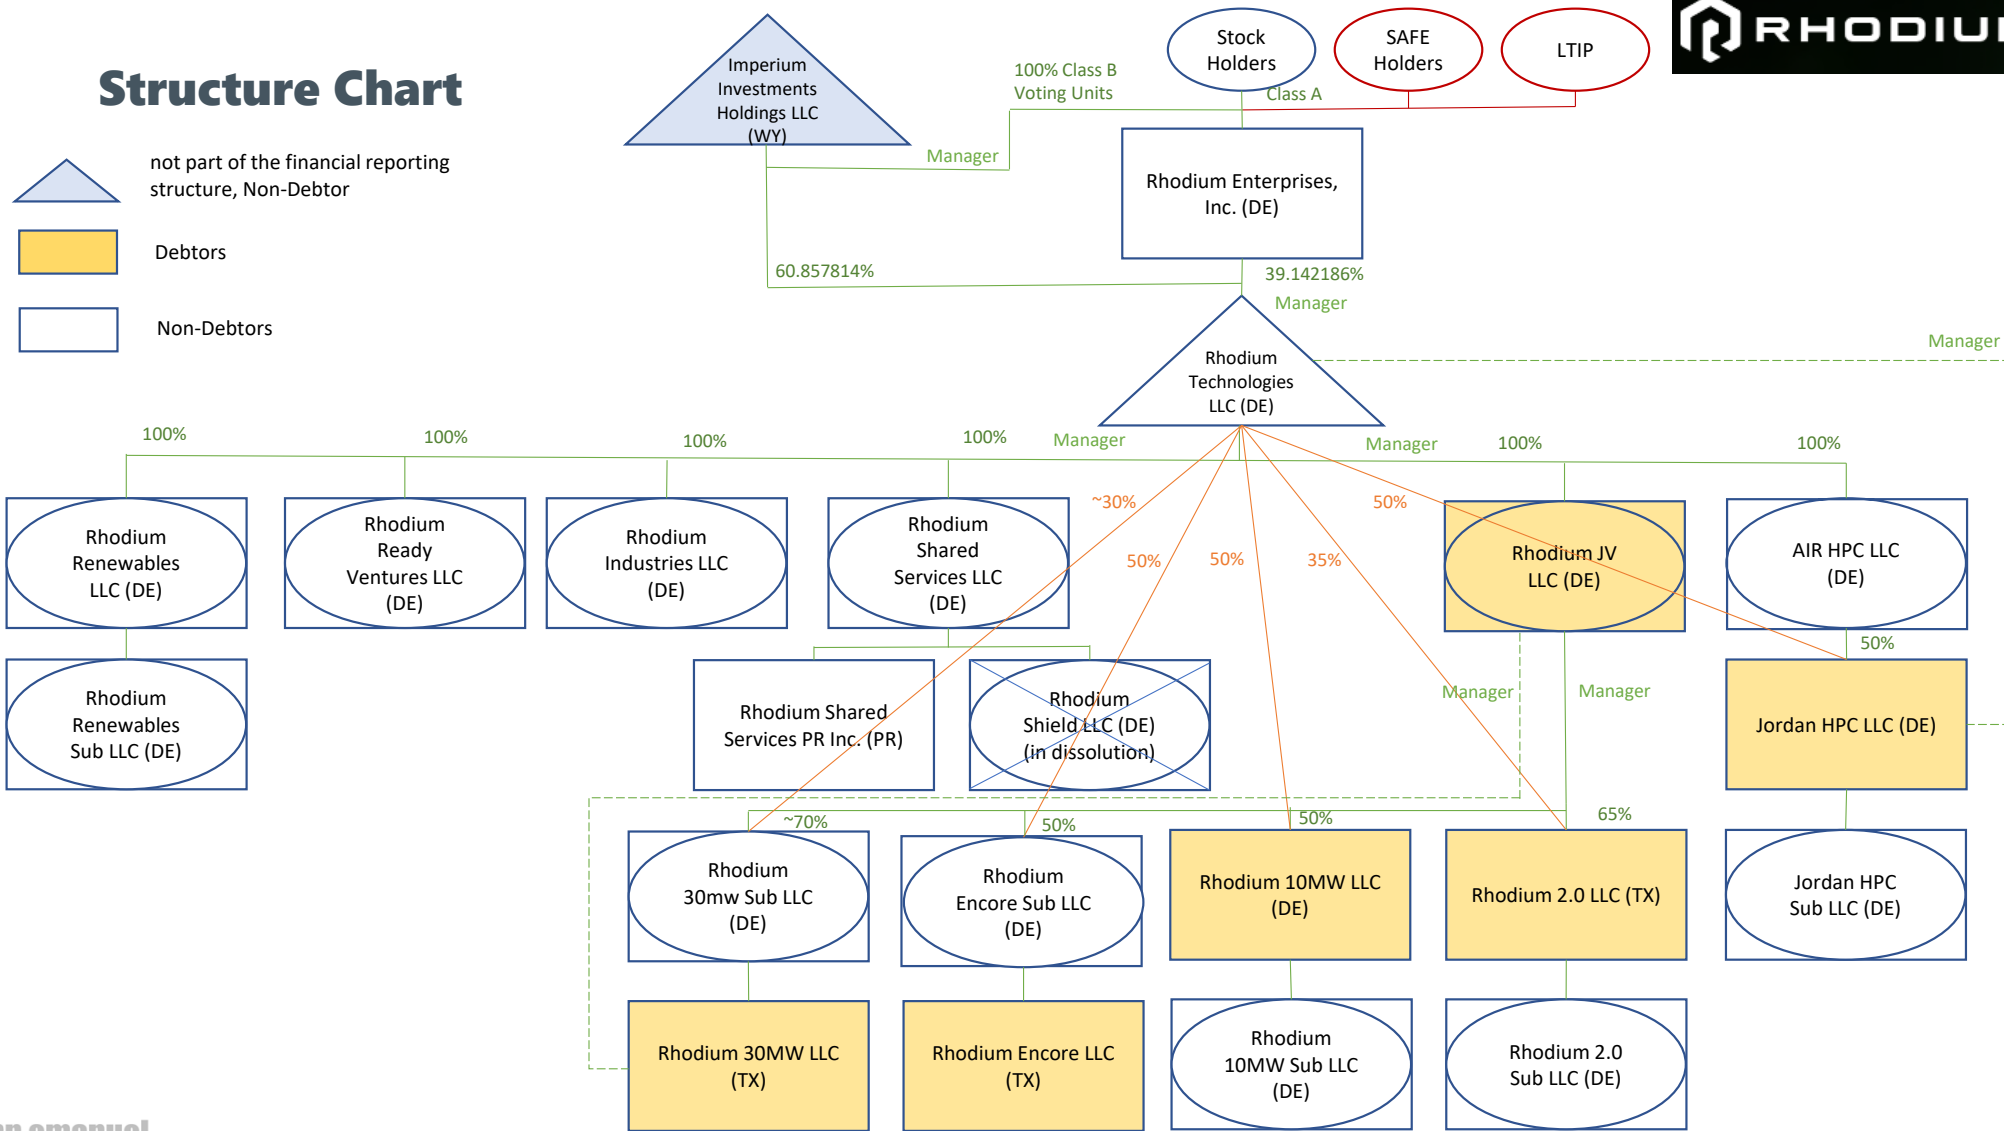 Structure Chart
not part of the financial reporting
structure, Non-Debtor
Debtors
Non-Debtors
Imperium
Investments
Holdings LLC
(WY)
100% Class B
Voting Units
Manager
Stock
Holders
SAFE
Holders
LTIP
Class A
Rhodium Enterprises,
Inc. (DE)
60.857814%
39.142186%
Manager
Manager
Rhodium
Technologies
LLC (DE)
100%
100%
100%
100%
Manager
Manager
100%
100%
~30%
50%
50%
35%
50%
Rhodium
Renewables
LLC (DE)
Rhodium
Ready
Ventures LLC
(DE)
Rhodium
Industries LLC
(DE)
Rhodium
Shared
Services LLC
(DE)
Rhodium JV
LLC (DE)
AIR HPC LLC
(DE)
50%
Rhodium
Renewables
Sub LLC (DE)
Rhodium Shared
Services PR Inc. (PR)
Rhodium
Shield LLC (DE)
(in dissolution)
Manager
Manager
Jordan HPC LLC (DE)
~70%
50%
50%
65%
Rhodium
30mw Sub LLC
(DE)
Rhodium
Encore Sub LLC
(DE)
Rhodium 10MW LLC
(DE)
Rhodium 2.0 LLC (TX)
Jordan HPC
Sub LLC (DE)
Rhodium 30MW LLC
(TX)
Rhodium Encore LLC
(TX)
Rhodium
10MW Sub LLC
(DE)
Rhodium 2.0
Sub LLC (DE)
emanuel